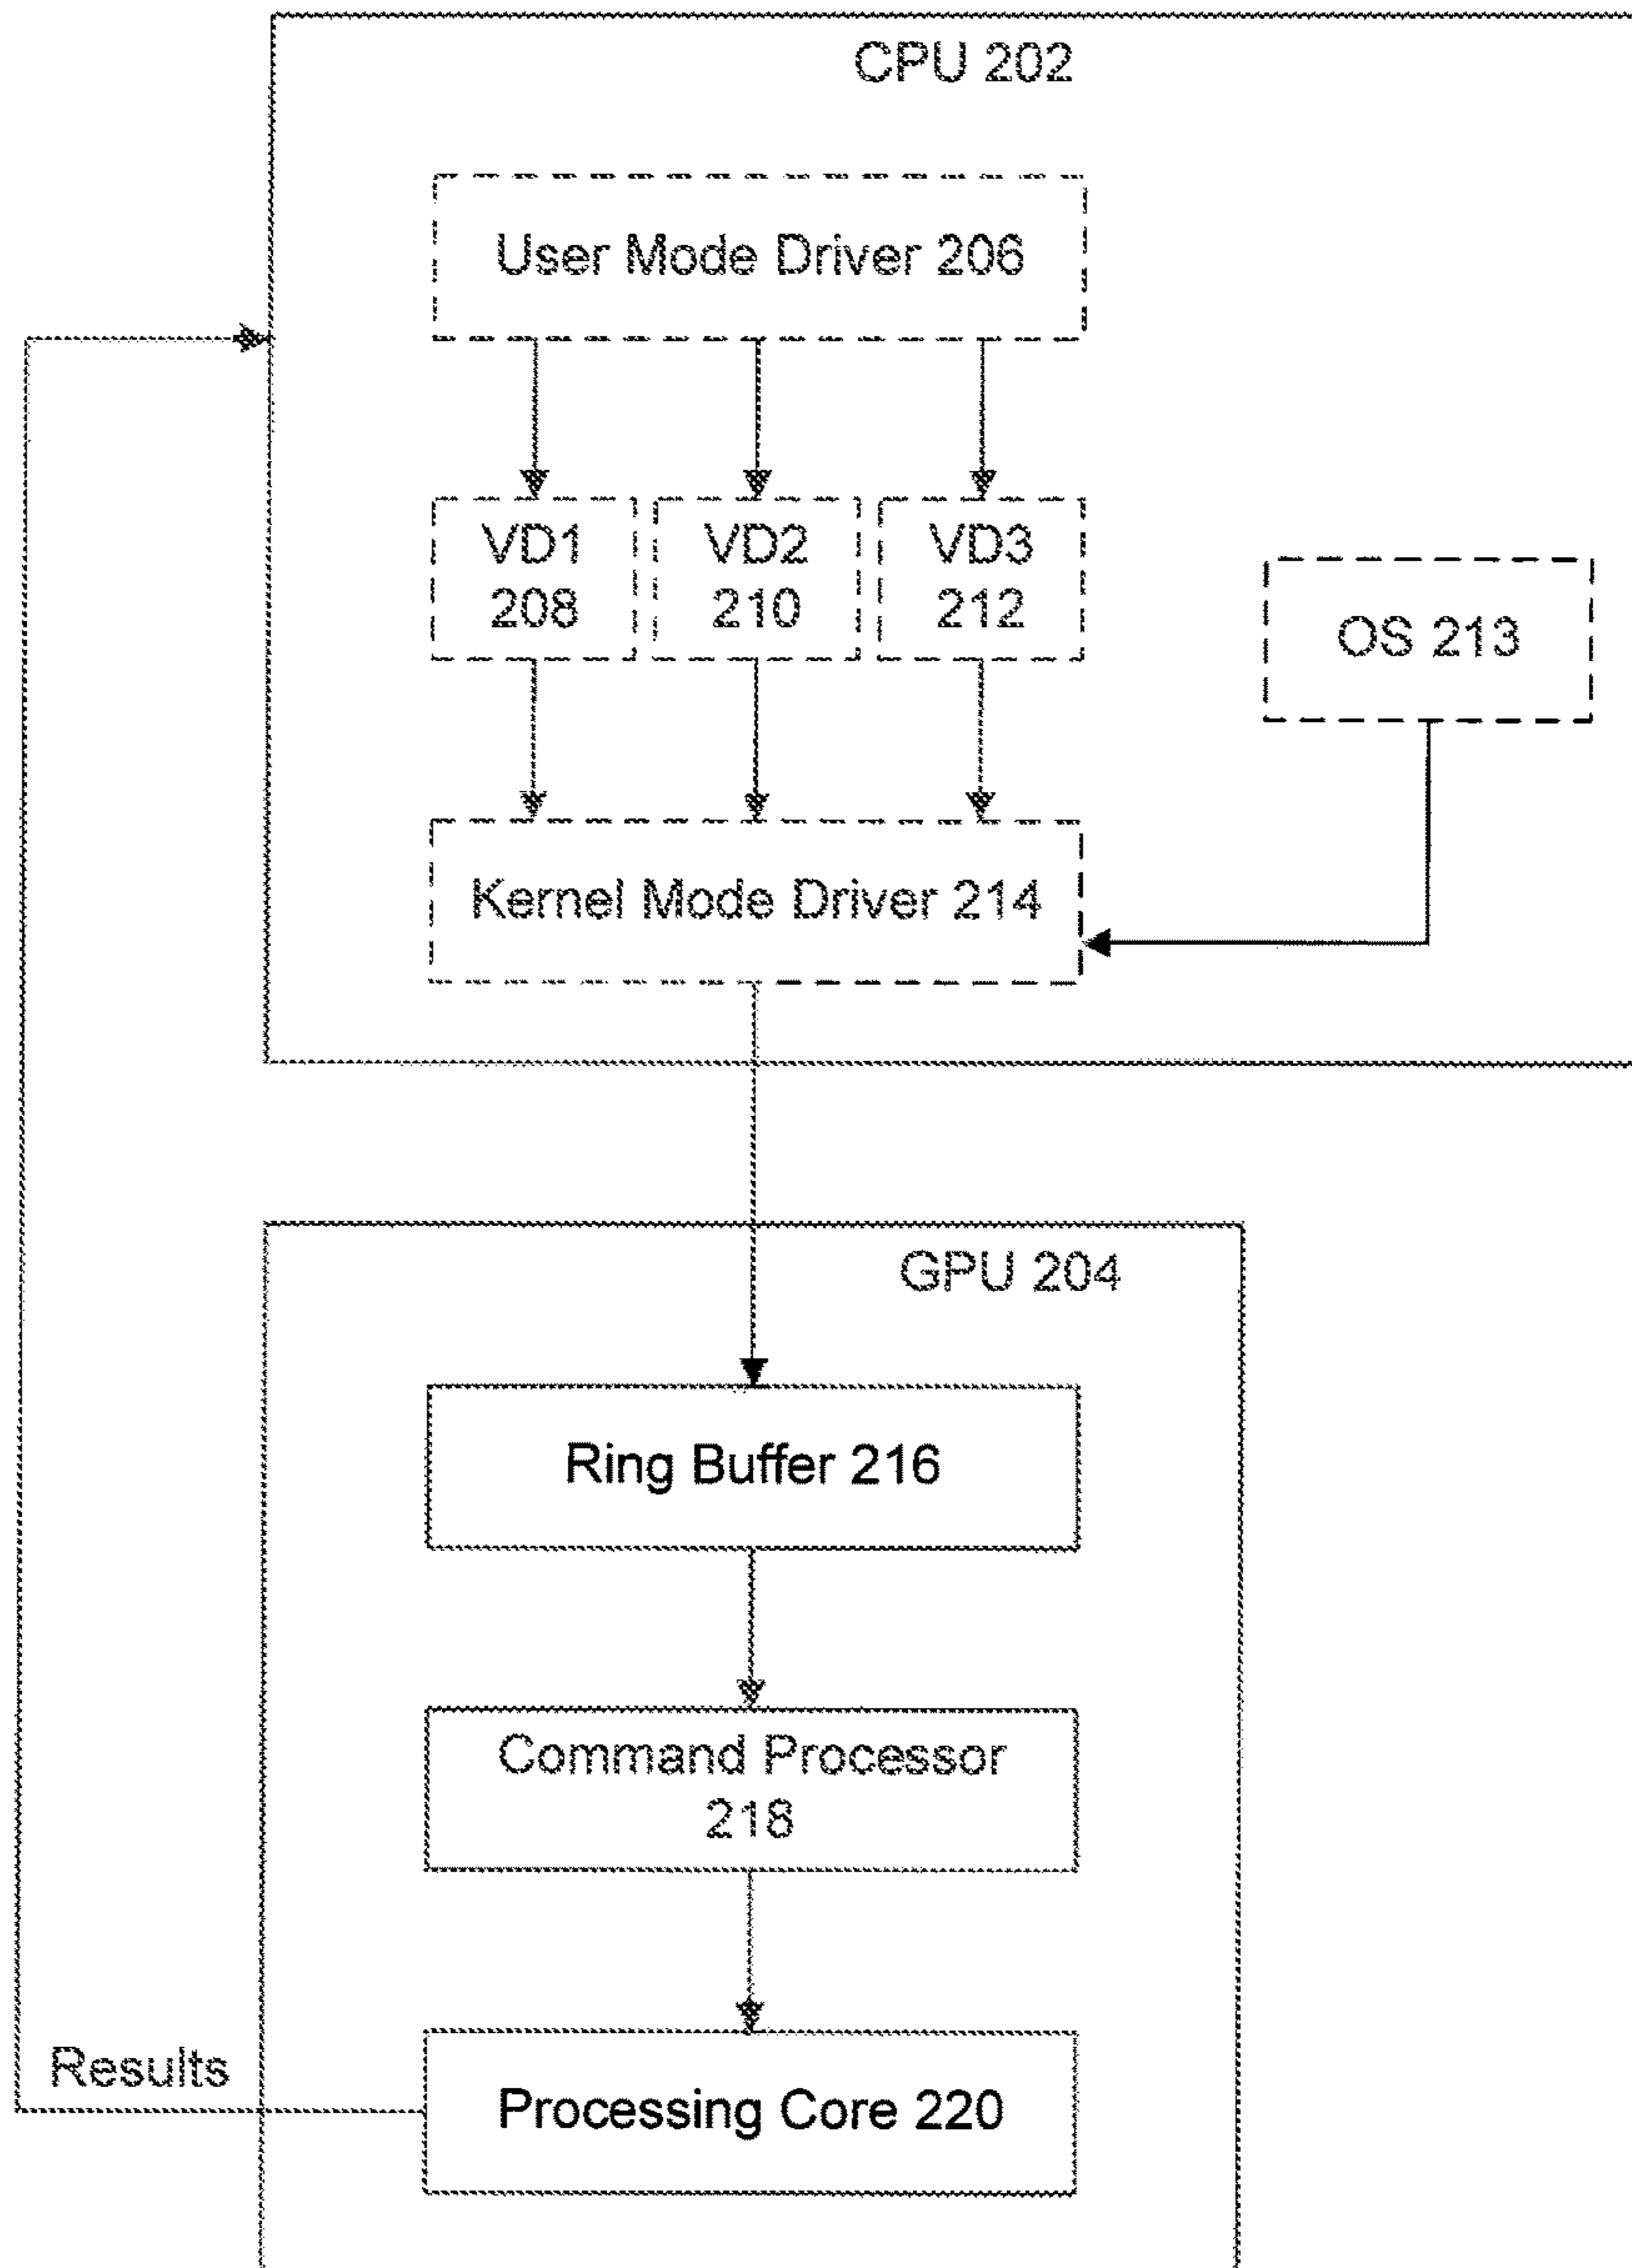 CPU 202
User Mode Driver 206
VD1
208
VD2
210
VD3
212
OS 213
Kernel Mode Driver 214
GPU 204
Ring Buffer 216
Command Processor
218
Results
Processing Core 220